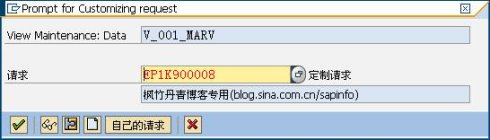 Prompt for Customizing request
View Maintenance: Data V_001_MARV
请求 EP1K900008 定制请求
枫竹丹青博客专用(blog.sina.com.cn/sapinfo)
自己的请求